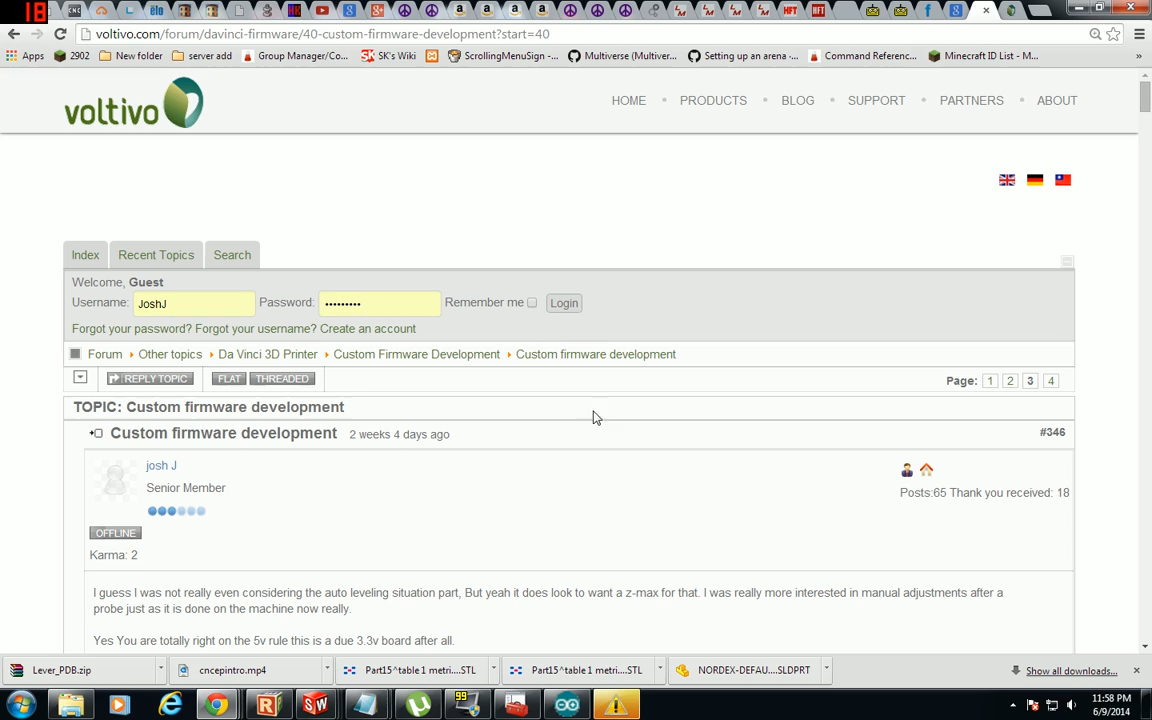 18
CNC
elo
HFT
HFT
voltivo.com/forum/davinci-firmware/40-custom-firmware-development?start=40
Apps
2902
New folder
server add
Group Manager/Co...
SK's Wiki
ScrollingMenuSign -...
Multiverse (Multiver...
Setting up an arena -...
Command Referenc...
Minecraft ID List - M...
»
voltivo
HOME • PRODUCTS • BLOG • SUPPORT • PARTNERS • ABOUT
Index
Recent Topics
Search
Welcome, Guest
Username: JoshJ Password: ••••••••• Remember me Login
Forgot your password? Forgot your username? Create an account
Forum Other topics Da Vinci 3D Printer Custom Firmware Development Custom firmware development
REPLY TOPIC FLAT THREADED Page: 1 2 3 4
TOPIC: Custom firmware development
Custom firmware development 2 weeks 4 days ago #346
josh J
Senior Member
Posts:65 Thank you received: 18
OFFLINE
Karma: 2
I guess I was not really even considering the auto leveling situation part, But yeah it does look to want a z-max for that. I was really more interested in manual adjustments after a
probe just as it is done on the machine now really.
Yes You are totally right on the 5v rule this is a due 3.3v board after all.
Lever_PDB.zip
cncepintro.mp4
Part15^table 1 metri....STL
Part15^table 1 metri....STL
NORDEX-DEFAU....SLDPRT
Show all downloads...
99
11:58 PM
6/9/2014